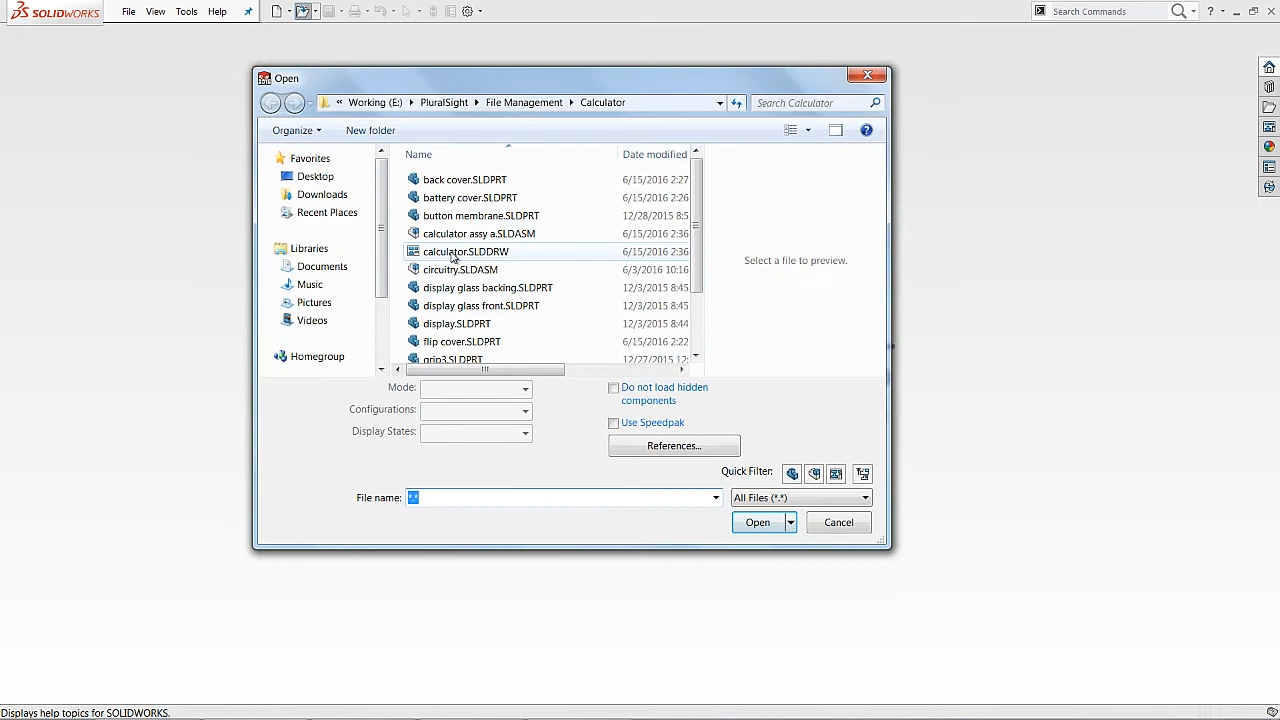 SOLIDWORKS File View Tools Help Search Commands ?
Open
« Working (E:) PluralSight File Management Calculator Search Calculator
Organize New folder
Favorites
Desktop
Downloads
Recent Places
Libraries
Documents
Music
Pictures
Videos
Homegroup
Name Date modified
back cover.SLDPRT 6/15/2016 2:27
battery cover.SLDPRT 6/15/2016 2:26
button membrane.SLDPRT 12/28/2015 8:5
calculator assy a.SLDASM 6/15/2016 2:36
calculator.SLDDRW 6/15/2016 2:36
circuitry.SLDASM 6/3/2016 10:16
display glass backing.SLDPRT 12/3/2015 8:45
display glass front.SLDPRT 12/3/2015 8:45
display.SLDPRT 12/3/2015 8:44
flip cover.SLDPRT 6/15/2016 2:22
grip3.SLDPRT 12/27/2015 12:
Select a file to preview.
Mode:
Configurations:
Display States:
Do not load hidden
components
Use Speedpak
References...
Quick Filter:
File name: *.* All Files (*.*)
Open Cancel
Displays help topics for SOLIDWORKS.